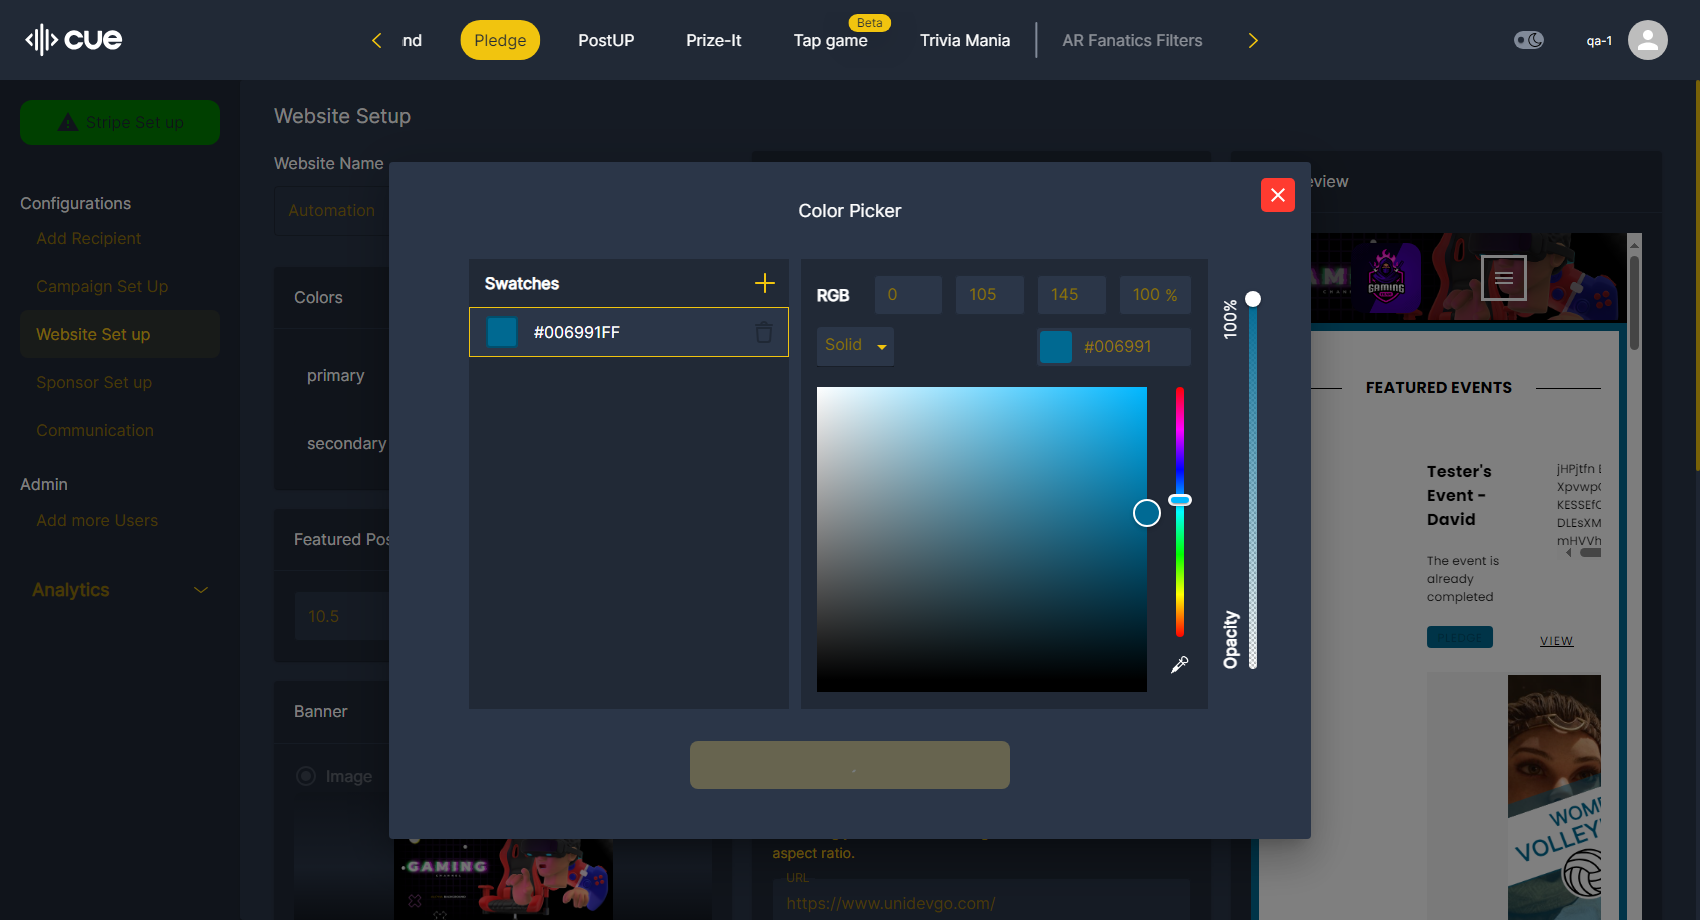 cue
nd
Pledge
PostUP
Prize-It
Tap game
Beta
Trivia Mania
AR Fanatics Filters
qa-1
Stripe Set up
Configurations
Add Recipient
Campaign Set Up
Website Set up
Sponsor Set up
Communication
Admin
Add more Users
Analytics
Website Setup
Website Name
Automation
Colors
primary
secondary
Featured Pos
10.5
Banner
Image
GAMING
Color Picker
Swatches
#006991FF
RGB
0
105
145
100 %
Solid
#006991
100%
Opacity
aspect ratio.
URL
https://www.unidevgo.com/
eview
GAMING
FEATURED EVENTS
Tester's
Event -
David
The event is
already
completed
jHPjtfn
XpvwpC
KESSEfC
DLEsXM
mHVVh
PLEDGE
VIEW
WOM
VOLLEY